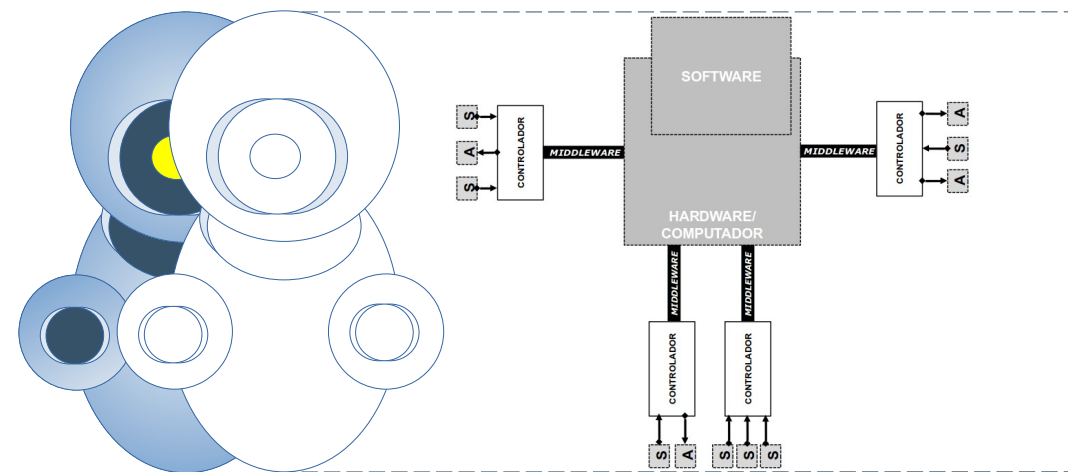 SOFTWARE
S
A
S
CONTROLADOR
MIDDLEWARE
MIDDLEWARE
CONTROLADOR
A
S
A
HARDWARE/
COMPUTADOR
MIDDLEWARE
MIDDLEWARE
CONTROLADOR
CONTROLADOR
S
A
S
S
S